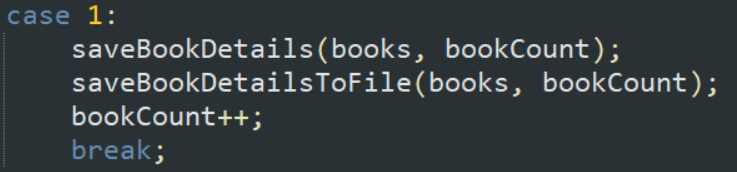 case 1:
    saveBookDetails(books, bookCount);
    saveBookDetailsToFile(books, bookCount);
    bookCount++;
    break;